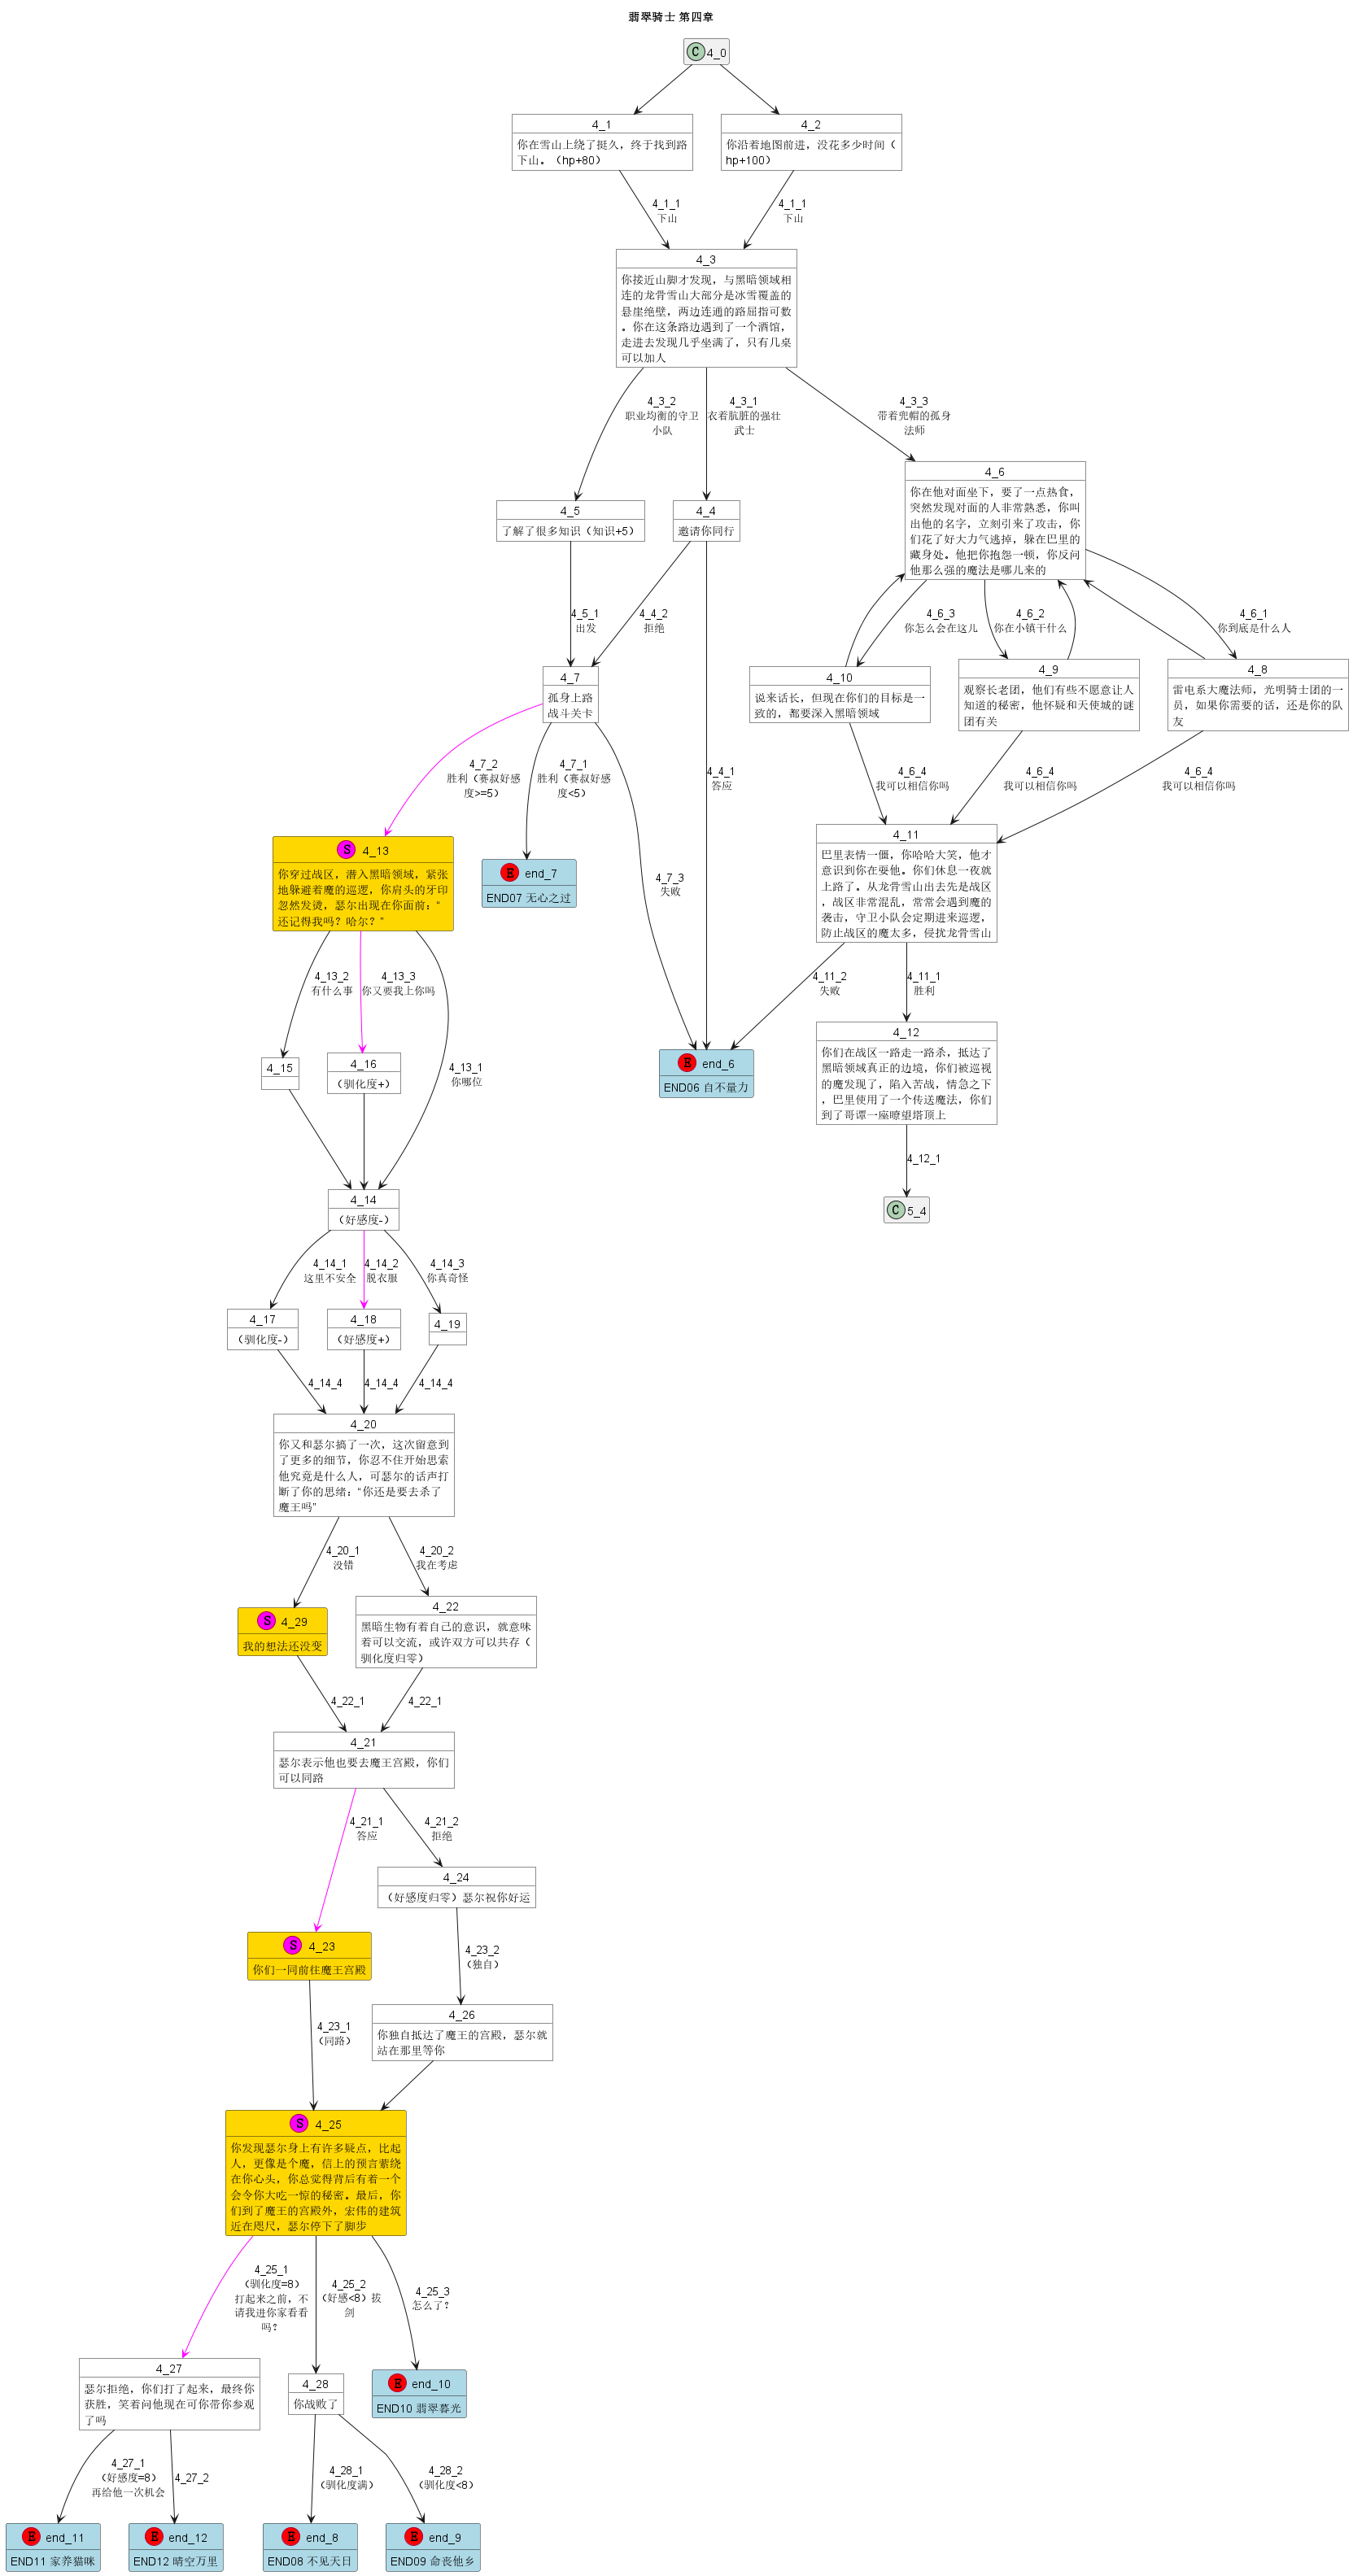 翡翠骑士 第四章
C 4_0
4_1
你在雪山上绕了挺久，终于找到路
下山。（hp+80）
4_2
你沿着地图前进，没花多少时间（
hp+100）
4_1_1
下山
4_1_1
下山
4_3
你接近山脚才发现，与黑暗领域相
连的龙骨雪山大部分是冰雪覆盖的
悬崖绝壁，两边连通的路屈指可数
。你在这条路边遇到了一个酒馆，
走进去发现几乎坐满了，只有几桌
可以加人
4_3_2
职业均衡的守卫
小队
4_3_1
衣着肮脏的强壮
武士
4_3_3
带着兜帽的孤身
法师
4_5
了解了很多知识（知识+5）
4_4
邀请你同行
4_6
你在他对面坐下，要了一点热食，
突然发现对面的人非常熟悉，你叫
出他的名字，立刻引来了攻击，你
们花了好大力气逃掉，躲在巴里的
藏身处。他把你抱怨一顿，你反问
他那么强的魔法是哪儿来的
4_5_1
出发
4_4_2
拒绝
4_6_3
你怎么会在这儿
4_6_2
你在小镇干什么
4_6_1
你到底是什么人
4_7
孤身上路
战斗关卡
4_10
说来话长，但现在你们的目标是一
致的，都要深入黑暗领域
4_9
观察长老团，他们有些不愿意让人
知道的秘密，他怀疑和天使城的谜
团有关
4_8
雷电系大魔法师，光明骑士团的一
员，如果你需要的话，还是你的队
友
4_7_2
胜利（赛叔好感
度>=5）
4_7_1
胜利（赛叔好感
度<5）
4_4_1
答应
4_6_4
我可以相信你吗
4_6_4
我可以相信你吗
4_6_4
我可以相信你吗
S 4_13
你穿过战区，潜入黑暗领域，紧张
地躲避着魔的巡逻，你肩头的牙印
忽然发烫，瑟尔出现在你面前：“
还记得我吗？哈尔？”
E end_7
END07 无心之过
4_7_3
失败
4_11
巴里表情一僵，你哈哈大笑，他才
意识到你在耍他。你们休息一夜就
上路了。从龙骨雪山出去先是战区
，战区非常混乱，常常会遇到魔的
袭击，守卫小队会定期进来巡逻，
防止战区的魔太多，侵扰龙骨雪山
4_13_2
有什么事
4_13_3
你又要我上你吗
4_11_2
失败
4_11_1
胜利
4_15
4_16
（驯化度+）
4_13_1
你哪位
E end_6
END06 自不量力
4_12
你们在战区一路走一路杀，抵达了
黑暗领域真正的边境，你们被巡视
的魔发现了，陷入苦战，情急之下
，巴里使用了一个传送魔法，你们
到了哥谭一座瞭望塔顶上
4_12_1
C 5_4
4_14
（好感度-）
4_14_1
这里不安全
4_14_2
脱衣服
4_14_3
你真奇怪
4_17
（驯化度-）
4_18
（好感度+）
4_19
4_14_4
4_14_4
4_14_4
4_20
你又和瑟尔搞了一次，这次留意到
了更多的细节，你忍不住开始思索
他究竟是什么人，可瑟尔的话声打
断了你的思绪：“你还是要去杀了
魔王吗”
4_20_1
没错
4_20_2
我在考虑
S 4_29
我的想法还没变
4_22
黑暗生物有着自己的意识，就意味
着可以交流，或许双方可以共存（
驯化度归零）
4_22_1
4_22_1
4_21
瑟尔表示他也要去魔王宫殿，你们
可以同路
4_21_1
答应
4_21_2
拒绝
4_24
（好感度归零）瑟尔祝你好运
S 4_23
你们一同前往魔王宫殿
4_23_2
（独自）
4_23_1
（同路）
4_26
你独自抵达了魔王的宫殿，瑟尔就
站在那里等你
S 4_25
你发现瑟尔身上有许多疑点，比起
人，更像是个魔，信上的预言萦绕
在你心头，你总觉得背后有着一个
会令你大吃一惊的秘密。最后，你
们到了魔王的宫殿外，宏伟的建筑
近在咫尺，瑟尔停下了脚步
4_25_1
（驯化度=8）
打起来之前，不
请我进你家看看
吗？
4_25_2
（好感<8）拔
剑
4_25_3
怎么了？
4_27
瑟尔拒绝，你们打了起来，最终你
获胜，笑着问他现在可你带你参观
了吗
4_28
你战败了
E end_10
END10 翡翠暮光
4_27_1
（好感度=8）
再给他一次机会
4_27_2
4_28_1
（驯化度满）
4_28_2
（驯化度<8）
E end_11
END11 家养猫咪
E end_12
END12 晴空万里
E end_8
END08 不见天日
E end_9
END09 命丧他乡